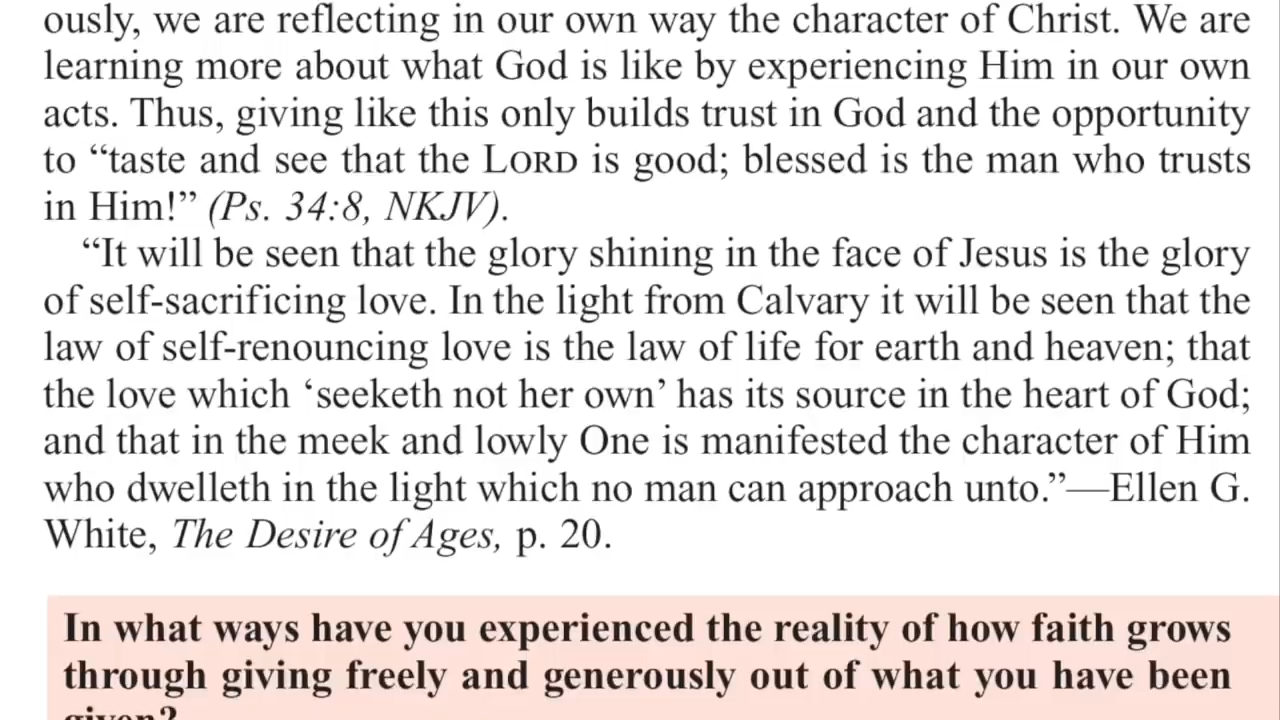 ously, we are reflecting in our own way the character of Christ. We are
learning more about what God is like by experiencing Him in our own
acts. Thus, giving like this only builds trust in God and the opportunity
to “taste and see that the LORD is good; blessed is the man who trusts
in Him!” (Ps. 34:8, NKJV).
“It will be seen that the glory shining in the face of Jesus is the glory
of self-sacrificing love. In the light from Calvary it will be seen that the
law of self-renouncing love is the law of life for earth and heaven; that
the love which ‘seeketh not her own’ has its source in the heart of God;
and that in the meek and lowly One is manifested the character of Him
who dwelleth in the light which no man can approach unto.”—Ellen G.
White, The Desire of Ages, p. 20.
In what ways have you experienced the reality of how faith grows
through giving freely and generously out of what you have been
given?